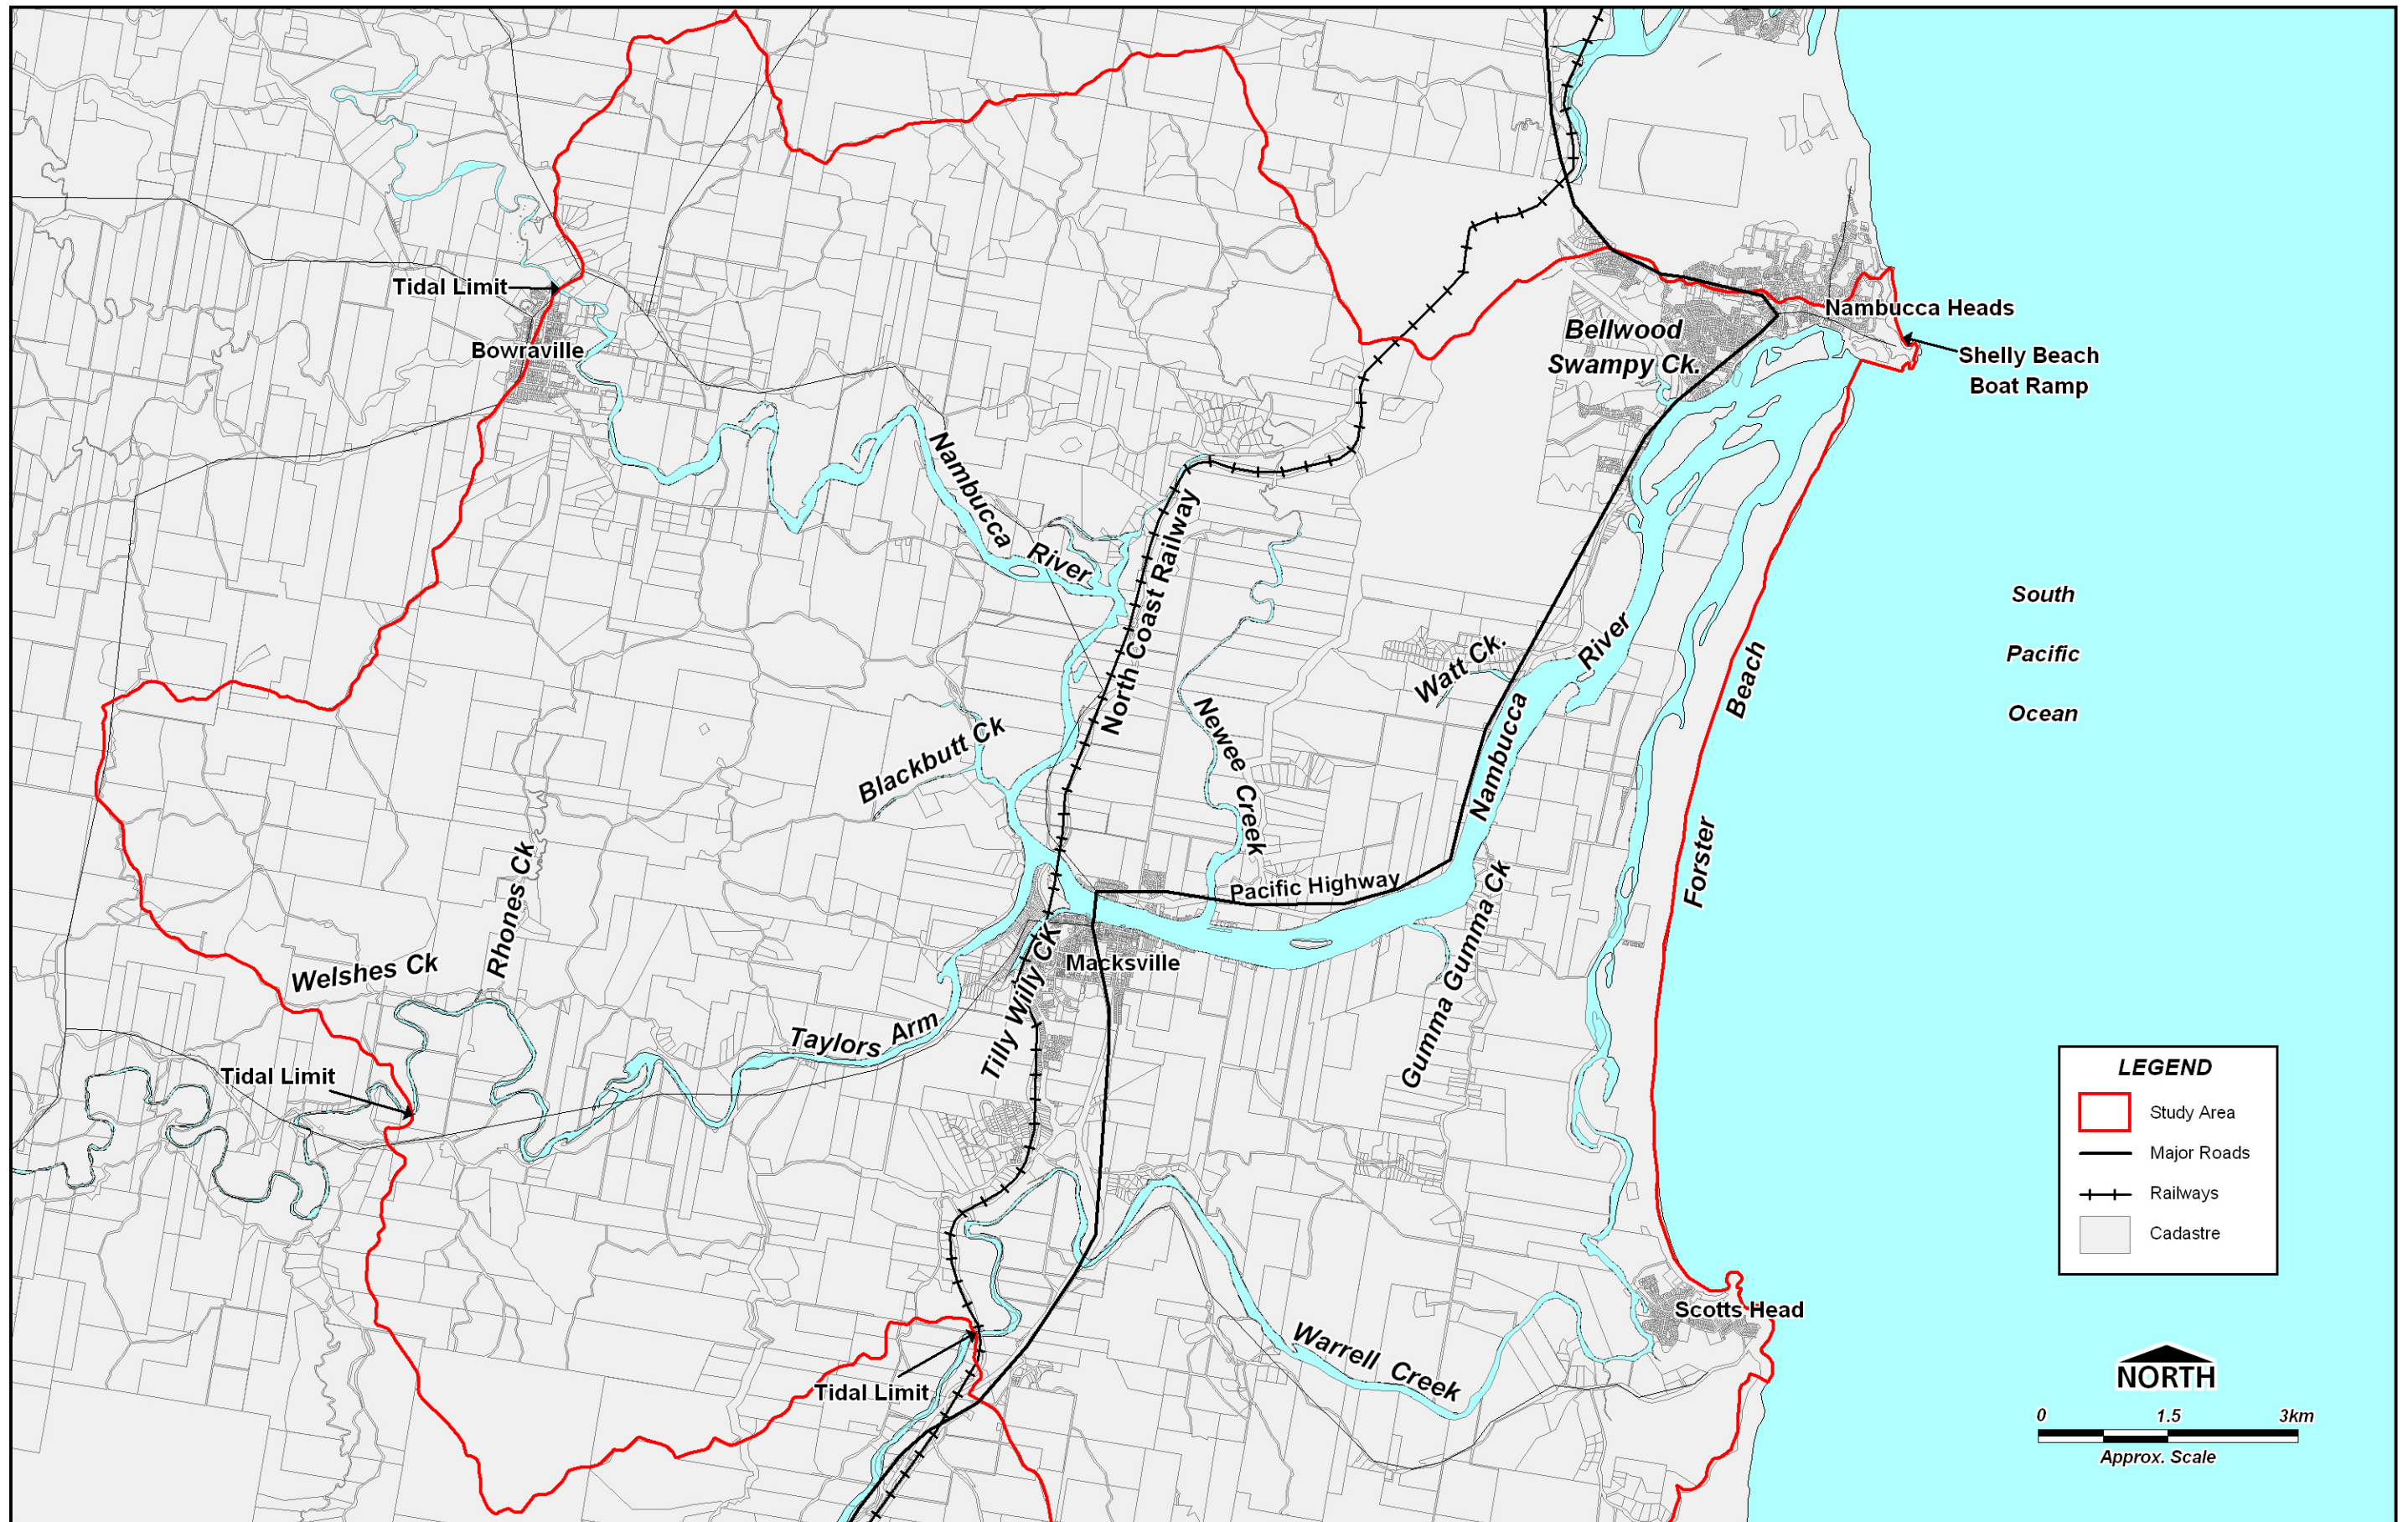 Tidal Limit
Bowraville
Nambucca Heads
Bellwood
Swampy Ck.
Shelly Beach
Boat Ramp
Nambucca
River
North Coast Railway
South
Pacific
Ocean
Watt Ck.
River
Nambucca
Beach
Forster
Blackbutt Ck
Newee Creek
Rhones Ck
Pacific Highway
Gumma Gumma Ck
Welshes Ck
Macksville
Tilly Willy CK
Taylors Arm
Tidal Limit
LEGEND
Study Area
Major Roads
Railways
Cadastre
Scotts Head
Warrell Creek
Tidal Limit
NORTH
0 1.5 3km
Approx. Scale